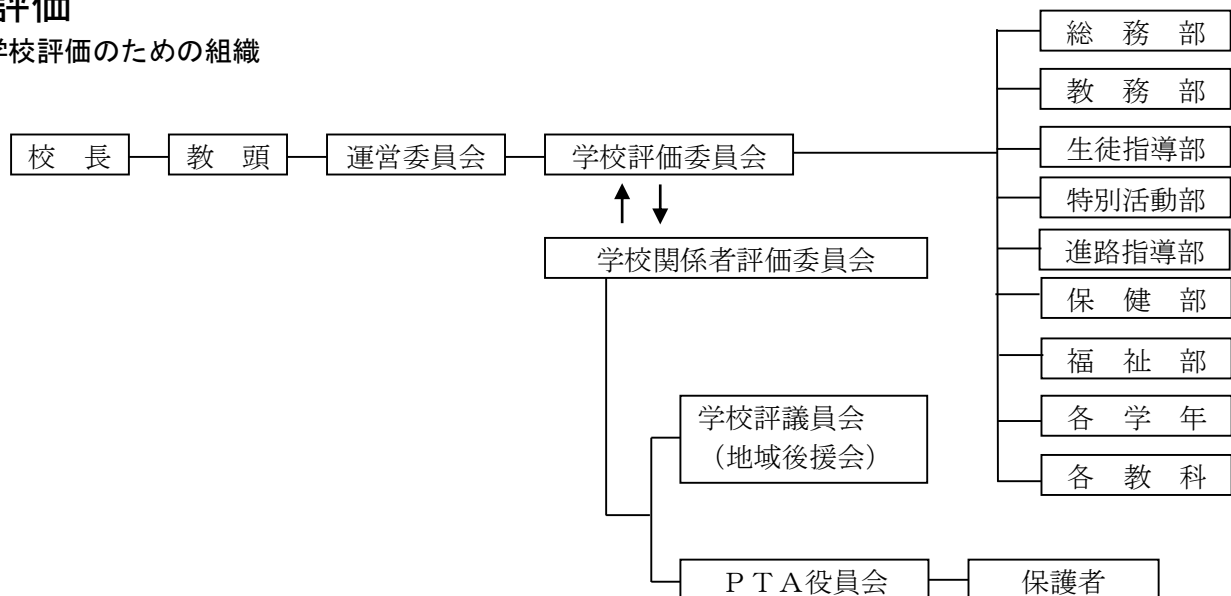 評価
学校評価のための組織
総　務　部
教　務　部
校　長
教　頭
運営委員会
学校評価委員会
生徒指導部
特別活動部
学校関係者評価委員会
進路指導部
保　健　部
福　祉　部
学校評議員会
（地域後援会）
各　学　年
各　教　科
ＰＴＡ役員会
保護者